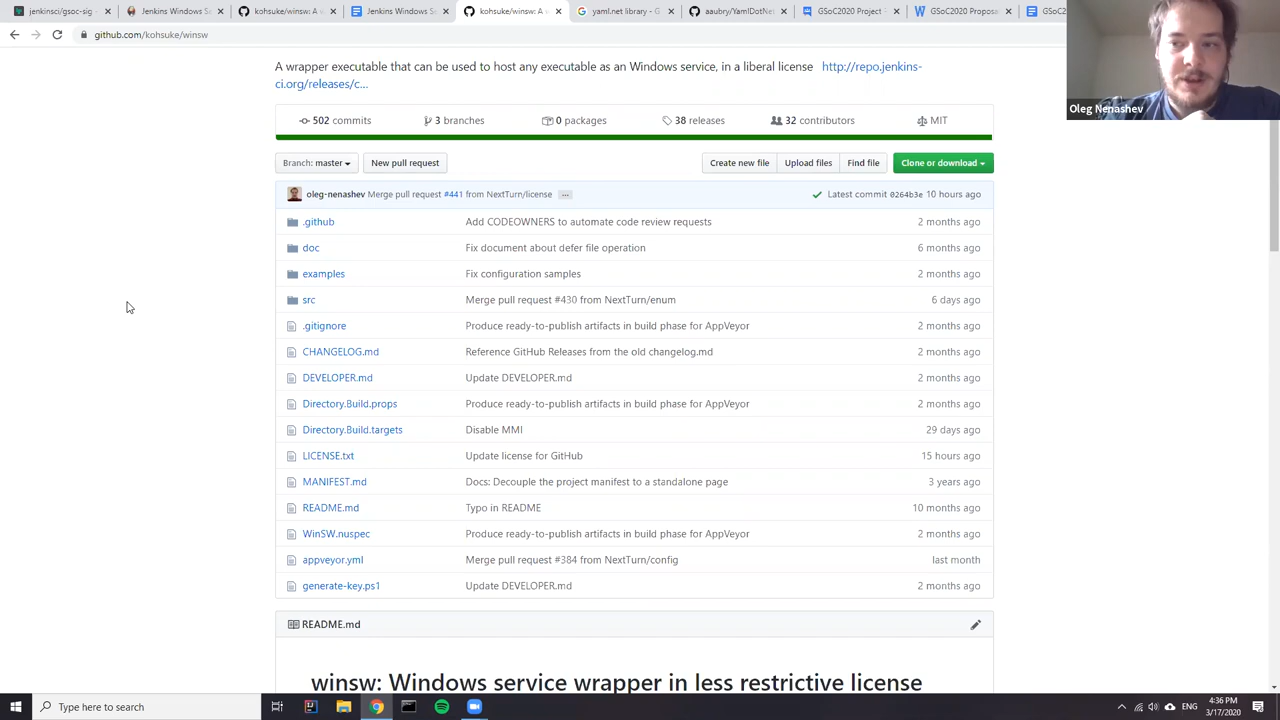 jenkinsci/gsoc-sig
Jenkins Windows S
kohsuke/winsw: A
Jenkins Windows S
kohsuke/winsw: A
yaml.net library - G
aaubry/YamlDotNe
GSoC2020 Project
GSoC2020 Propos
GSoC2
github.com/kohsuke/winsw
Oleg Nenashev
A wrapper executable that can be used to host any executable as an Windows service, in a liberal license http://repo.jenkins-
ci.org/releases/c...
502 commits 3 branches 0 packages 38 releases 32 contributors MIT
Branch: master New pull request Create new file Upload files Find file Clone or download
oleg-nenashev Merge pull request #441 from NextTurn/license ... Latest commit 0264b3e 10 hours ago
.github Add CODEOWNERS to automate code review requests 2 months ago
doc Fix document about defer file operation 6 months ago
examples Fix configuration samples 2 months ago
src Merge pull request #430 from NextTurn/enum 6 days ago
.gitignore Produce ready-to-publish artifacts in build phase for AppVeyor 2 months ago
CHANGELOG.md Reference GitHub Releases from the old changelog.md 2 months ago
DEVELOPER.md Update DEVELOPER.md 2 months ago
Directory.Build.props Produce ready-to-publish artifacts in build phase for AppVeyor 2 months ago
Directory.Build.targets Disable MMI 29 days ago
LICENSE.txt Update license for GitHub 15 hours ago
MANIFEST.md Docs: Decouple the project manifest to a standalone page 3 years ago
README.md Typo in README 10 months ago
WinSW.nuspec Produce ready-to-publish artifacts in build phase for AppVeyor 2 months ago
appveyor.yml Merge pull request #384 from NextTurn/config last month
generate-key.ps1 Update DEVELOPER.md 2 months ago
README.md
winsw: Windows service wrapper in less restrictive license
Type here to search
ENG
4:36 PM
3/17/2020